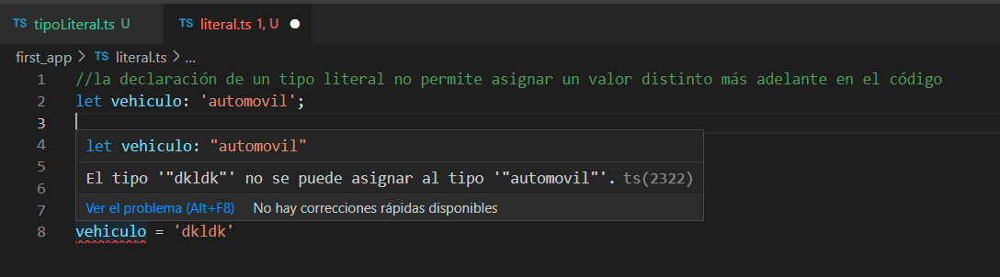 TS tipoLiteral.ts U TS literal.ts 1, U
first_app > TS literal.ts > ...
1 //la declaración de un tipo literal no permite asignar un valor distinto más adelante en el código
2 let vehiculo: 'automovil';
3
4 let vehiculo: "automovil"
5 El tipo '"dkldk"' no se puede asignar al tipo '"automovil"'. ts(2322)
6
7 Ver el problema (Alt+F8) No hay correcciones rápidas disponibles
8 vehiculo = 'dkldk'